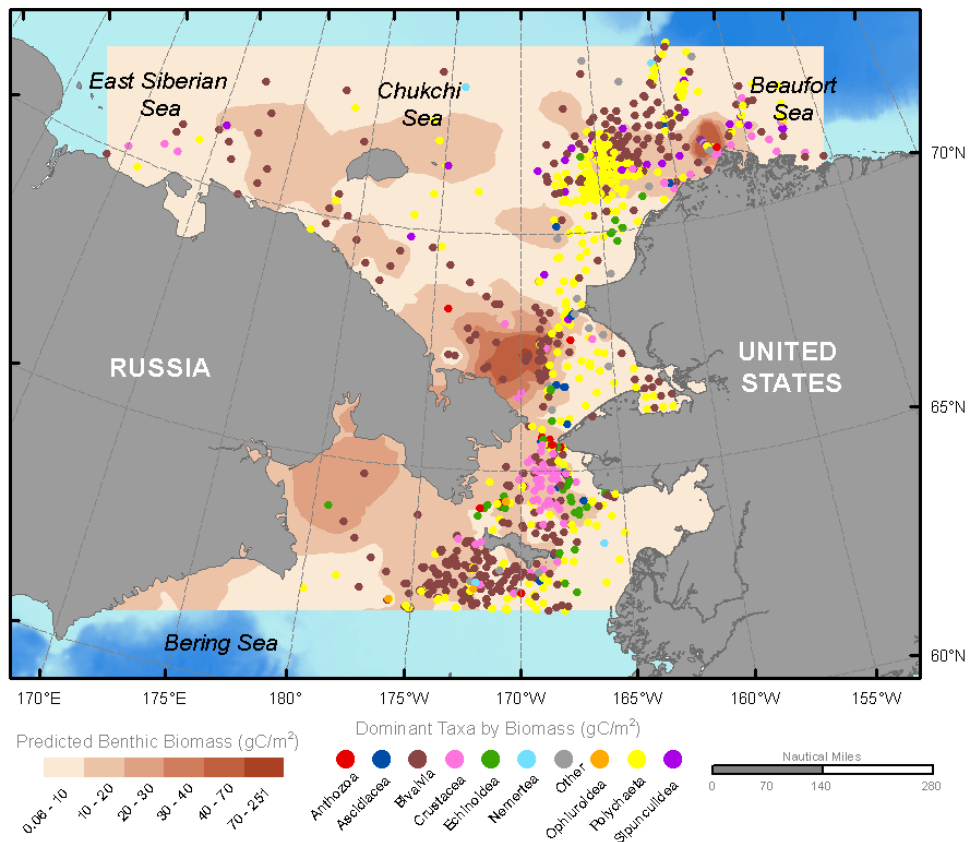 East Siberian
Sea
Chukchi
Sea
Beaufort
Sea
70°N
RUSSIA
UNITED
STATES
65°N
Bering Sea
60°N
170°E
175°E
180°
175°W
170°W
165°W
160°W
155°W
Predicted Benthic Biomass (gC/m²)
0.08 - 10
10 - 20
20 - 30
30 - 40
40 - 70
70 - 251
Dominant Taxa by Biomass (gC/m²)
Anthozoa
Ascidiacea
Bivalvia
Crustacea
Echinoidea
Nemertea
Other
Ophiuroidea
Polychaeta
Sipunculidea
Nautical Miles
0 70 140 280